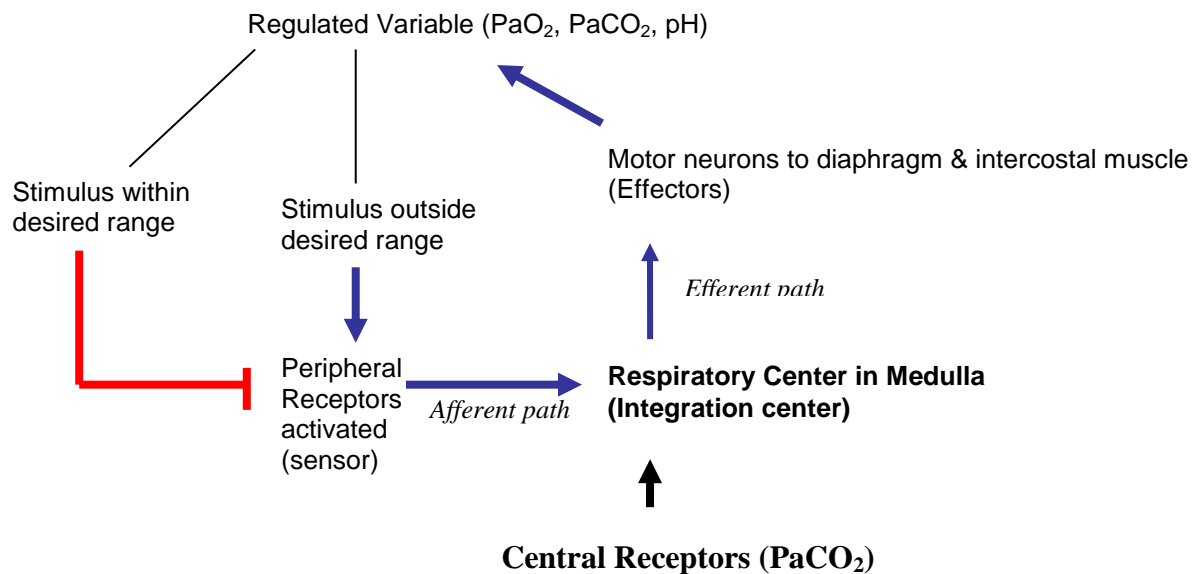 Regulated Variable (PaO₂, PaCO₂, pH)
Motor neurons to diaphragm & intercostal muscle
(Effectors)
Stimulus within
desired range
Stimulus outside
desired range
Efferent path
Peripheral
Receptors
activated
(sensor)
Afferent path
Respiratory Center in Medulla
(Integration center)
Central Receptors (PaCO₂)